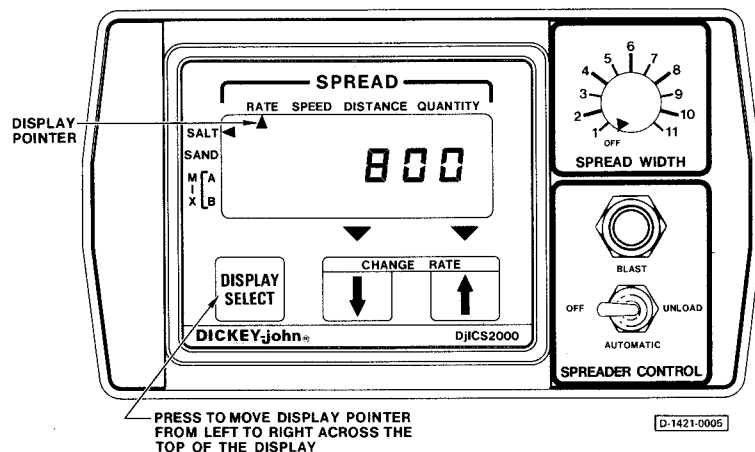 SPREAD
RATE SPEED DISTANCE QUANTITY
DISPLAY
POINTER
SALT
SAND
MIX
A
B
800
CHANGE RATE
DISPLAY
SELECT
DICKEY-john®
DjICS2000
PRESS TO MOVE DISPLAY POINTER
FROM LEFT TO RIGHT ACROSS THE
TOP OF THE DISPLAY
1 2 3 4 5 6 7 8 9 10 11
OFF
SPREAD WIDTH
BLAST
OFF
UNLOAD
AUTOMATIC
SPREADER CONTROL
D-1421-0005